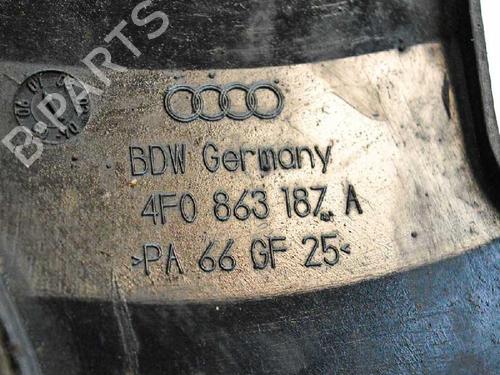 B-PARTS
BDW Germany
4F0 863 187 A
>PA 66 GF 25<